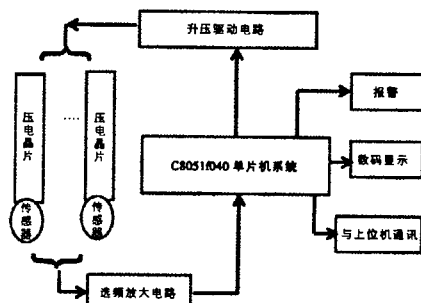 升压驱动电路
报警
压电晶片
.....
压电晶片
C8051f040 单片机系统
数码显示
传感器
传感器
与上位机通讯
选频放大电路